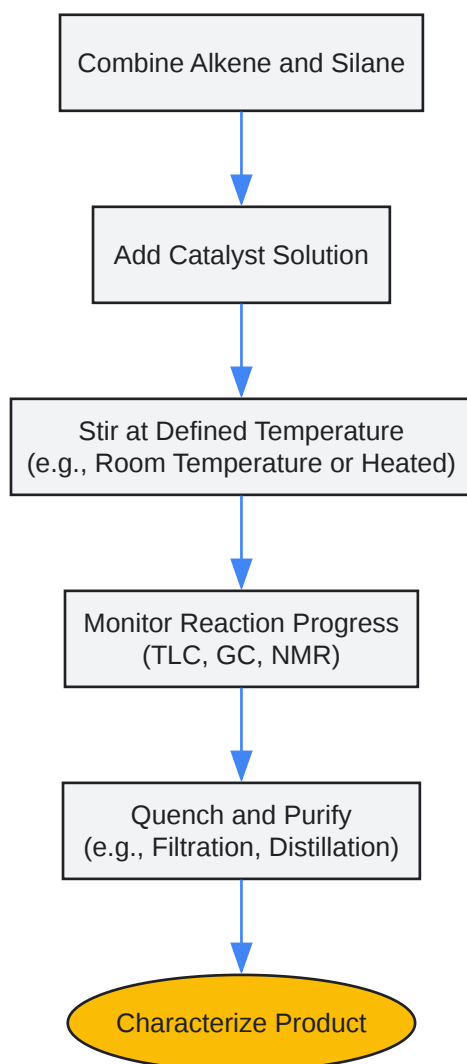 Combine Alkene and Silane
Add Catalyst Solution
Stir at Defined Temperature
(e.g., Room Temperature or Heated)
Monitor Reaction Progress
(TLC, GC, NMR)
Quench and Purify
(e.g., Filtration, Distillation)
Characterize Product